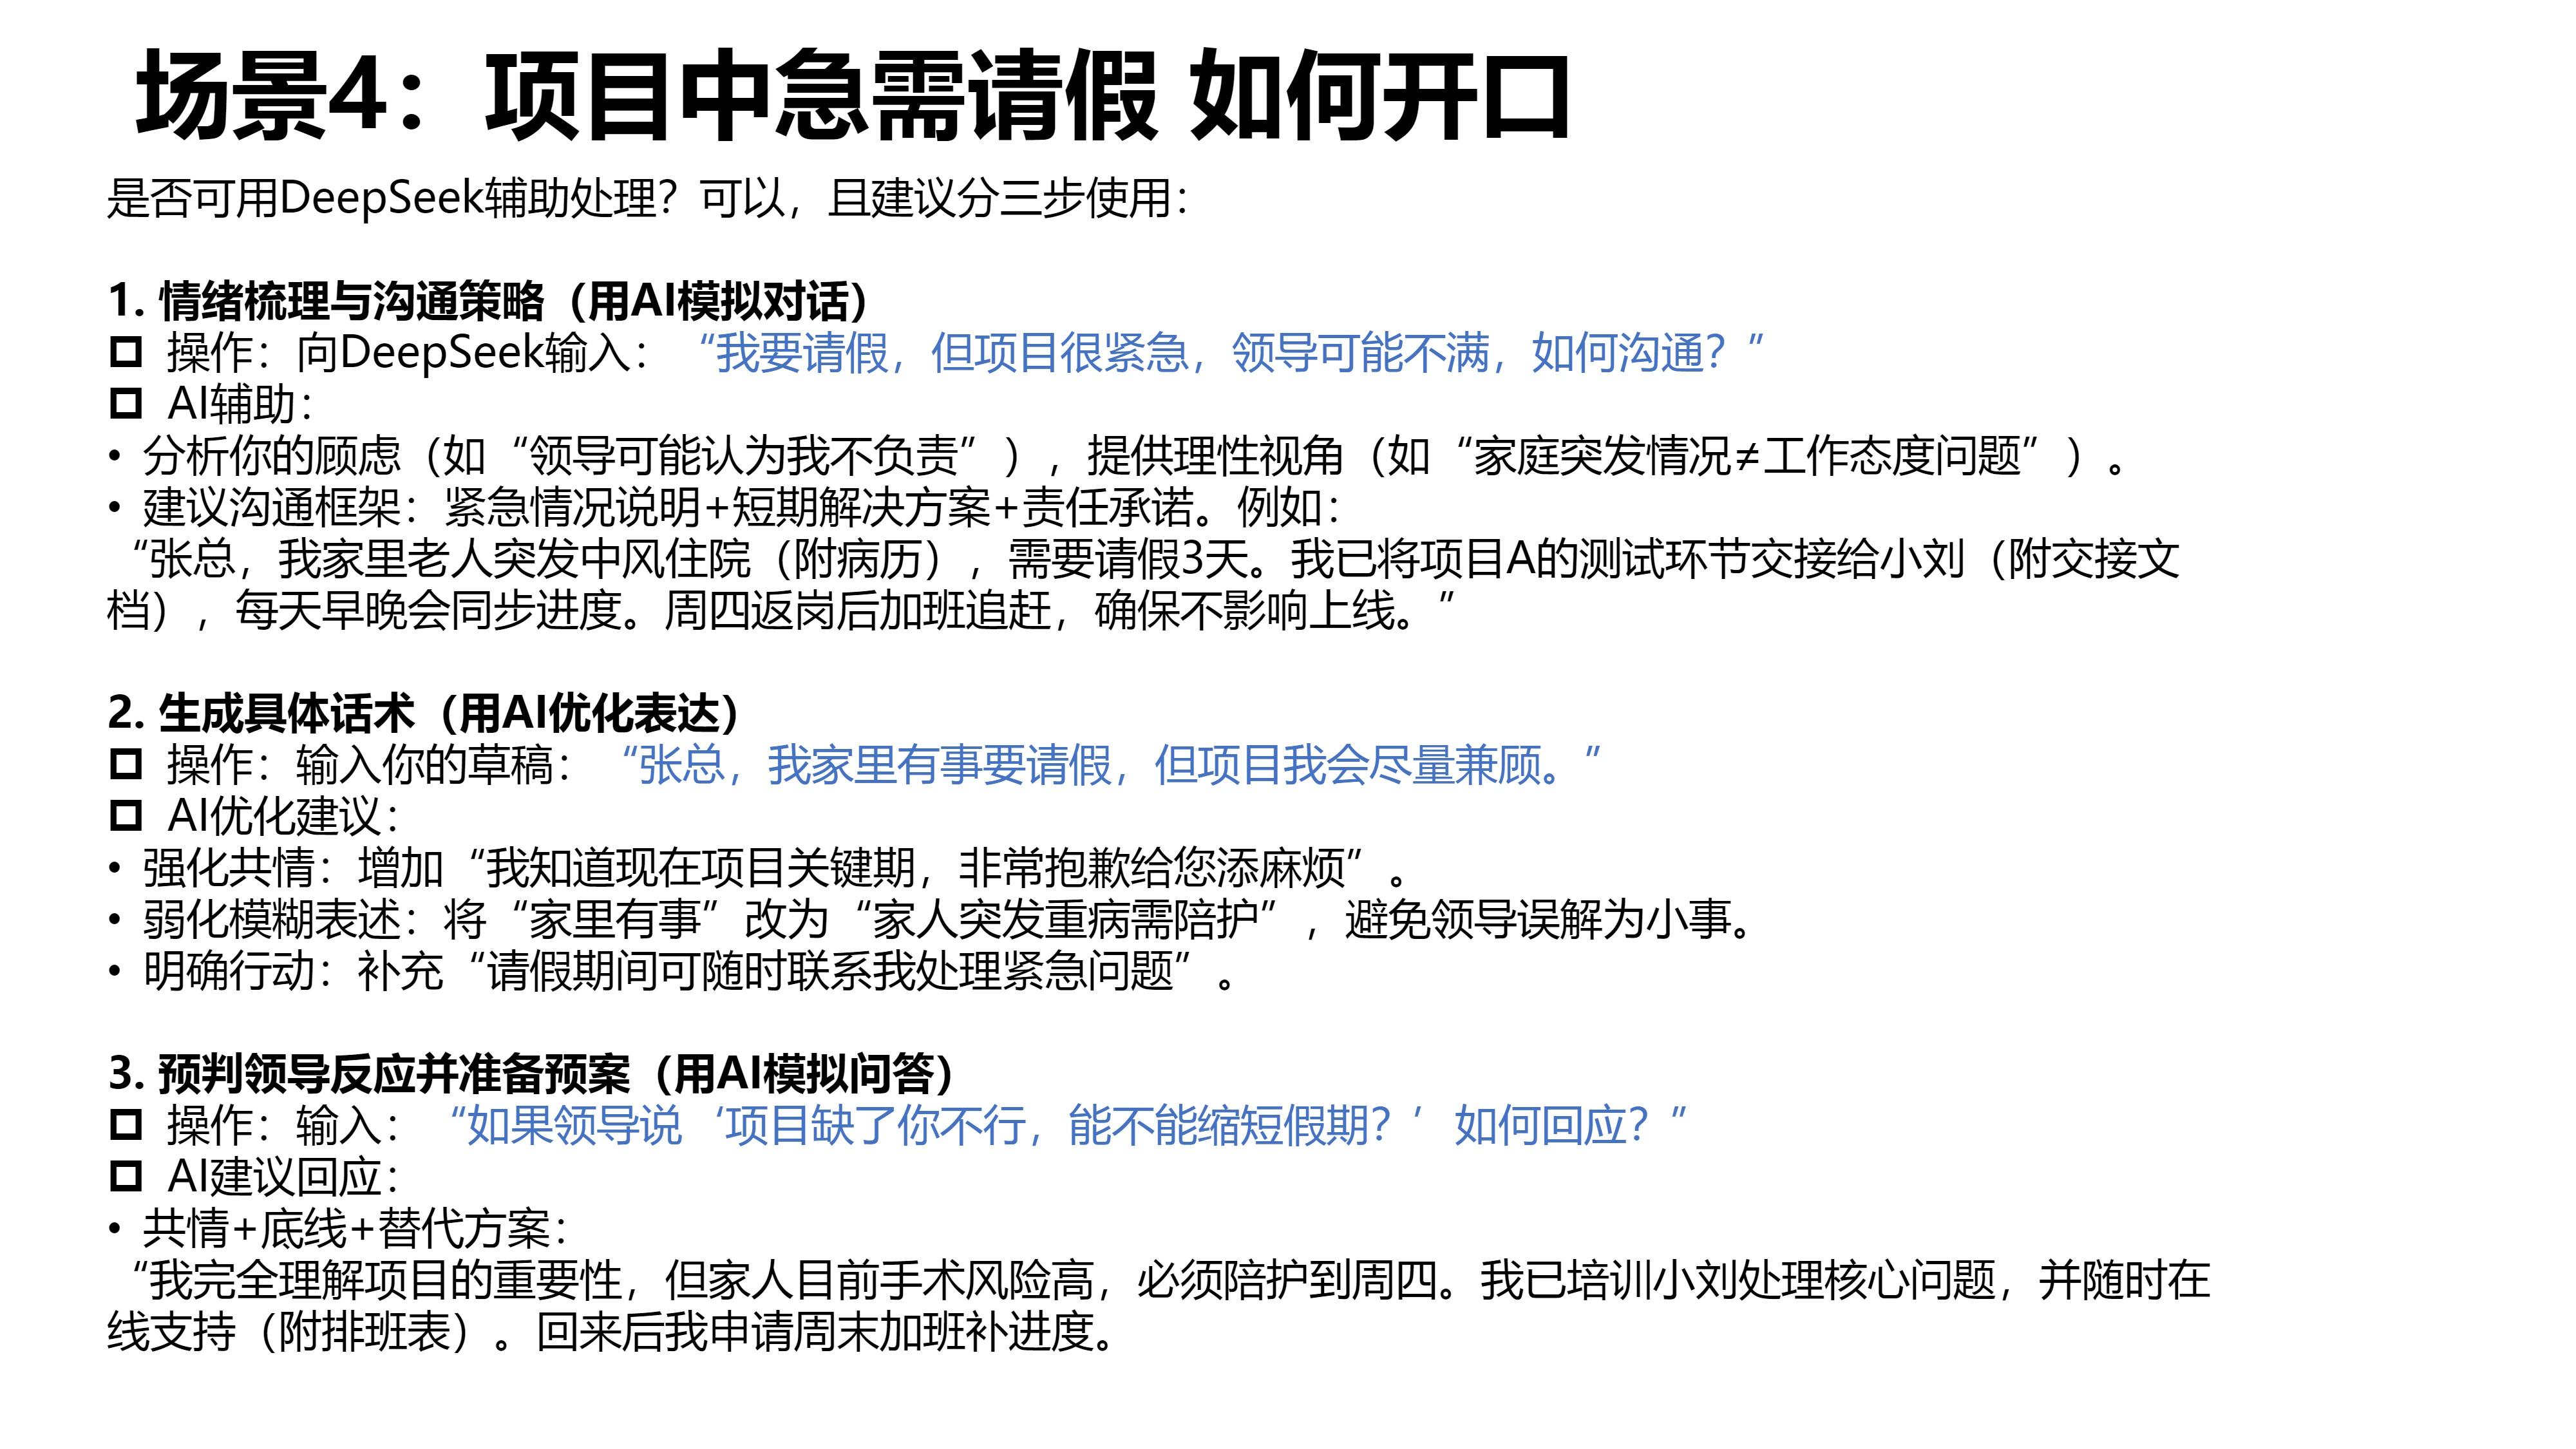 场景4：项目中急需请假 如何开口
是否可用DeepSeek辅助处理？可以，且建议分三步使用：
1. 情绪梳理与沟通策略（用AI模拟对话）
操作：向DeepSeek输入：“我要请假，但项目很紧急，领导可能不满，如何沟通？”
AI辅助：
• 分析你的顾虑（如“领导可能认为我不负责”），提供理性视角（如“家庭突发情况≠工作态度问题”）。
• 建议沟通框架：紧急情况说明+短期解决方案+责任承诺。例如：
“张总，我家里老人突发中风住院（附病历），需要请假3天。我已将项目A的测试环节交接给小刘（附交接文
档），每天早晚会同步进度。周四返岗后加班追赶，确保不影响上线。”
2. 生成具体话术（用AI优化表达）
操作：输入你的草稿：“张总，我家里有事要请假，但项目我会尽量兼顾。”
AI优化建议：
• 强化共情：增加“我知道现在项目关键期，非常抱歉给您添麻烦”。
• 弱化模糊表述：将“家里有事”改为“家人突发重病需陪护”，避免领导误解为小事。
• 明确行动：补充“请假期间可随时联系我处理紧急问题”。
3. 预判领导反应并准备预案（用AI模拟问答）
操作：输入：“如果领导说‘项目缺了你不行，能不能缩短假期？’如何回应？”
AI建议回应：
• 共情+底线+替代方案：
“我完全理解项目的重要性，但家人目前手术风险高，必须陪护到周四。我已培训小刘处理核心问题，并随时在
线支持（附排班表）。回来后我申请周末加班补进度。